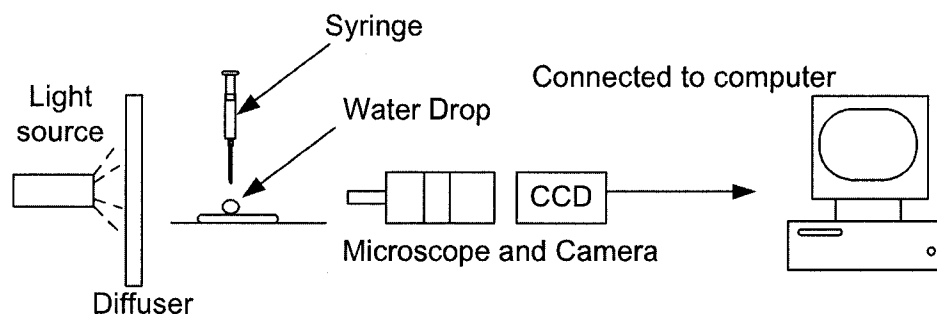 Syringe
Connected to computer
Light
source
Water Drop
CCD
Microscope and Camera
Diffuser